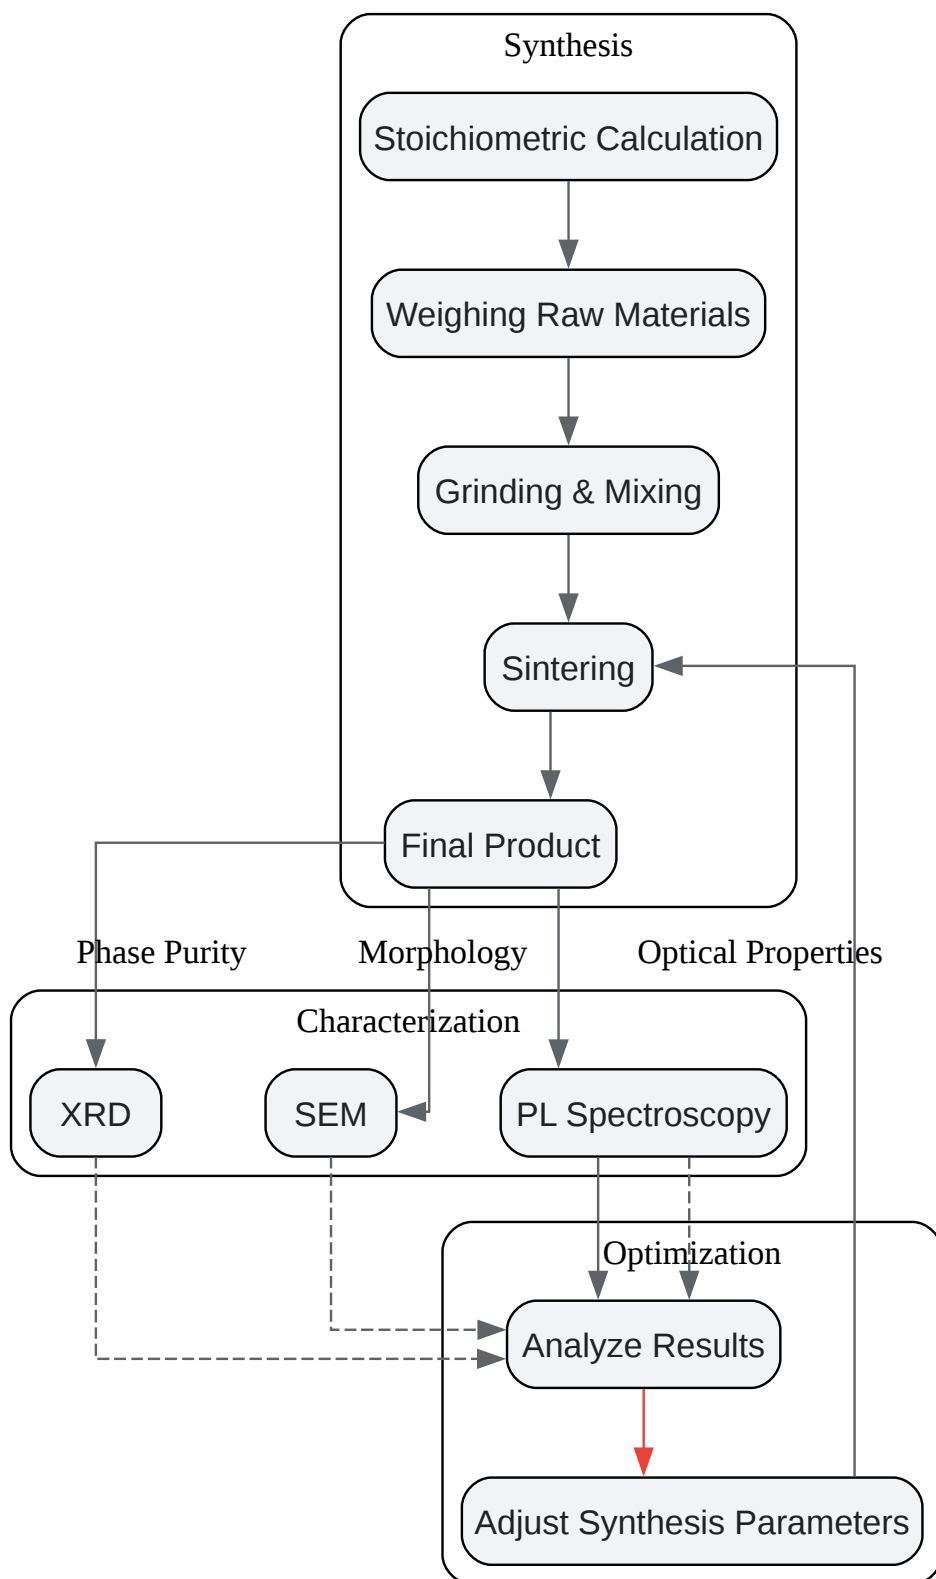 Synthesis
Stoichiometric Calculation
Weighing Raw Materials
Grinding & Mixing
Sintering
Final Product
Phase Purity
Morphology
Optical Properties
Characterization
XRD
SEM
PL Spectroscopy
Optimization
Analyze Results
Adjust Synthesis Parameters